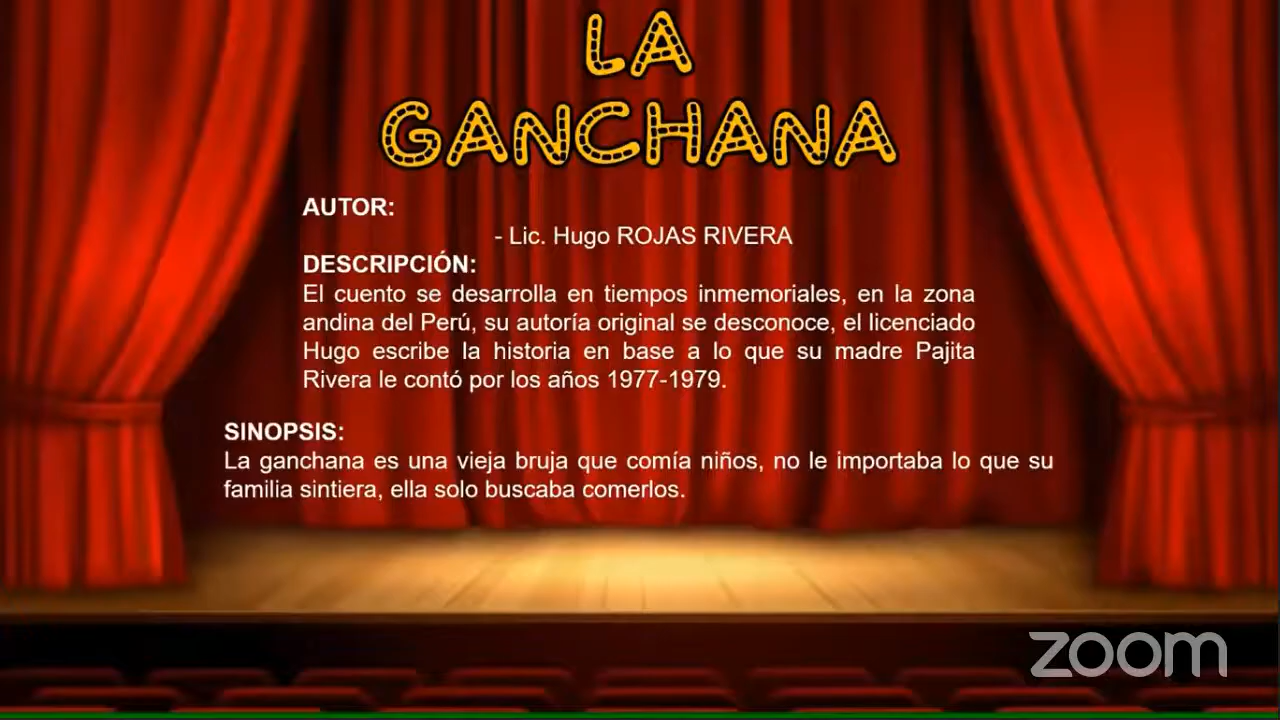 LA
GANCHANA
AUTOR:
- Lic. Hugo ROJAS RIVERA
DESCRIPCIÓN:
El cuento se desarrolla en tiempos inmemoriales, en la zona
andina del Perú, su autoría original se desconoce, el licenciado
Hugo escribe la historia en base a lo que su madre Pajita
Rivera le contó por los años 1977-1979.
SINOPSIS:
La ganchana es una vieja bruja que comía niños, no le importaba lo que su
familia sintiera, ella solo buscaba comerlos.
zoom